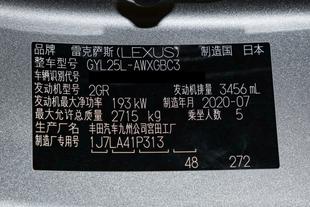 品牌 雷克萨斯(LEXUS) 制造国 日本
整车型号 GYL25L-AWXGBC3
车辆识别代号
发动机型号 2GR 发动机排量 3456 mL
发动机最大净功率 193 kW 制造年月 2020-07
最大允许总质量 2715 kg 乘坐人数 5
制造厂名 丰田汽车九州公司宫田工厂
制造厂专用号 1J7LA41P313
48 272